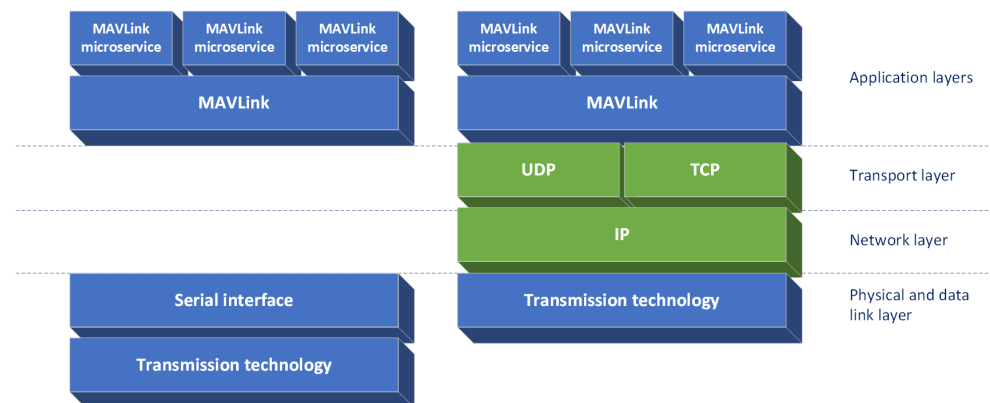 MAVLink
microservice
MAVLink
microservice
MAVLink
microservice
MAVLink
microservice
MAVLink
microservice
MAVLink
microservice
Application layers
MAVLink
MAVLink
UDP
TCP
Transport layer
IP
Network layer
Serial interface
Transmission technology
Physical and data
link layer
Transmission technology